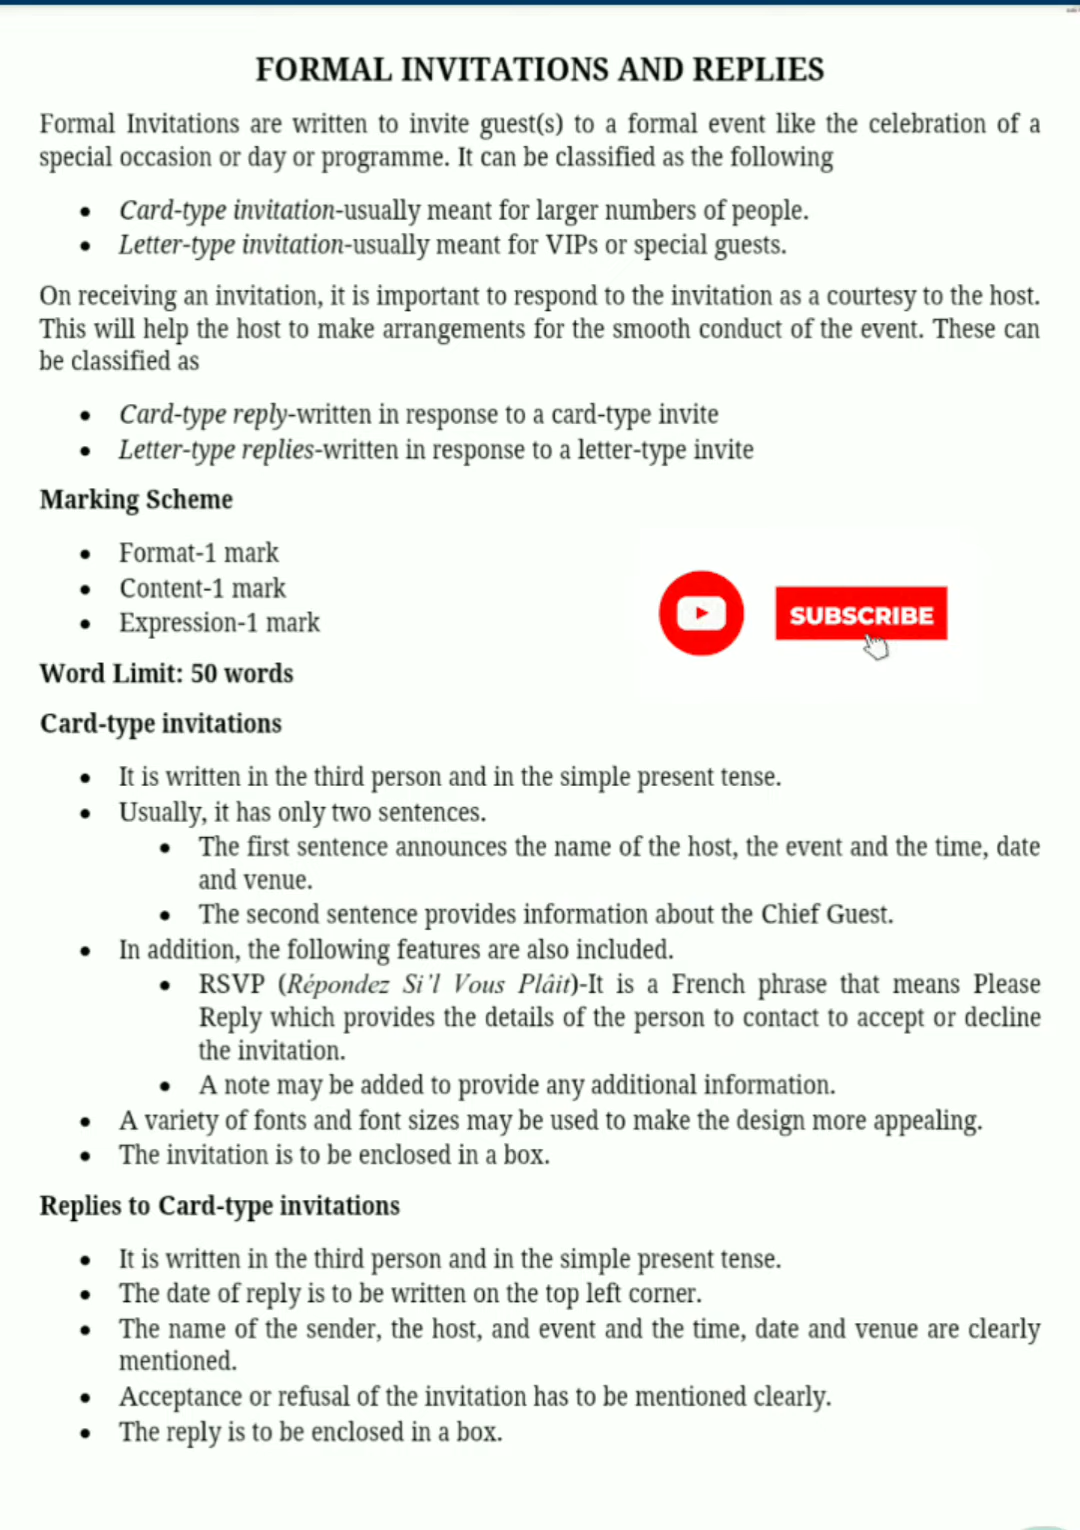 FORMAL INVITATIONS AND REPLIES
Formal Invitations are written to invite guest(s) to a formal event like the celebration of a
special occasion or day or programme. It can be classified as the following
• Card-type invitation-usually meant for larger numbers of people.
• Letter-type invitation-usually meant for VIPs or special guests.
On receiving an invitation, it is important to respond to the invitation as a courtesy to the host.
This will help the host to make arrangements for the smooth conduct of the event. These can
be classified as
• Card-type reply-written in response to a card-type invite
• Letter-type replies-written in response to a letter-type invite
Marking Scheme
• Format-1 mark
• Content-1 mark
• Expression-1 mark
SUBSCRIBE
Word Limit: 50 words
Card-type invitations
• It is written in the third person and in the simple present tense.
• Usually, it has only two sentences.
• The first sentence announces the name of the host, the event and the time, date
and venue.
• The second sentence provides information about the Chief Guest.
• In addition, the following features are also included.
• RSVP (Répondez Si'l Vous Plâit)-It is a French phrase that means Please
Reply which provides the details of the person to contact to accept or decline
the invitation.
• A note may be added to provide any additional information.
• A variety of fonts and font sizes may be used to make the design more appealing.
• The invitation is to be enclosed in a box.
Replies to Card-type invitations
• It is written in the third person and in the simple present tense.
• The date of reply is to be written on the top left corner.
• The name of the sender, the host, and event and the time, date and venue are clearly
mentioned.
• Acceptance or refusal of the invitation has to be mentioned clearly.
• The reply is to be enclosed in a box.